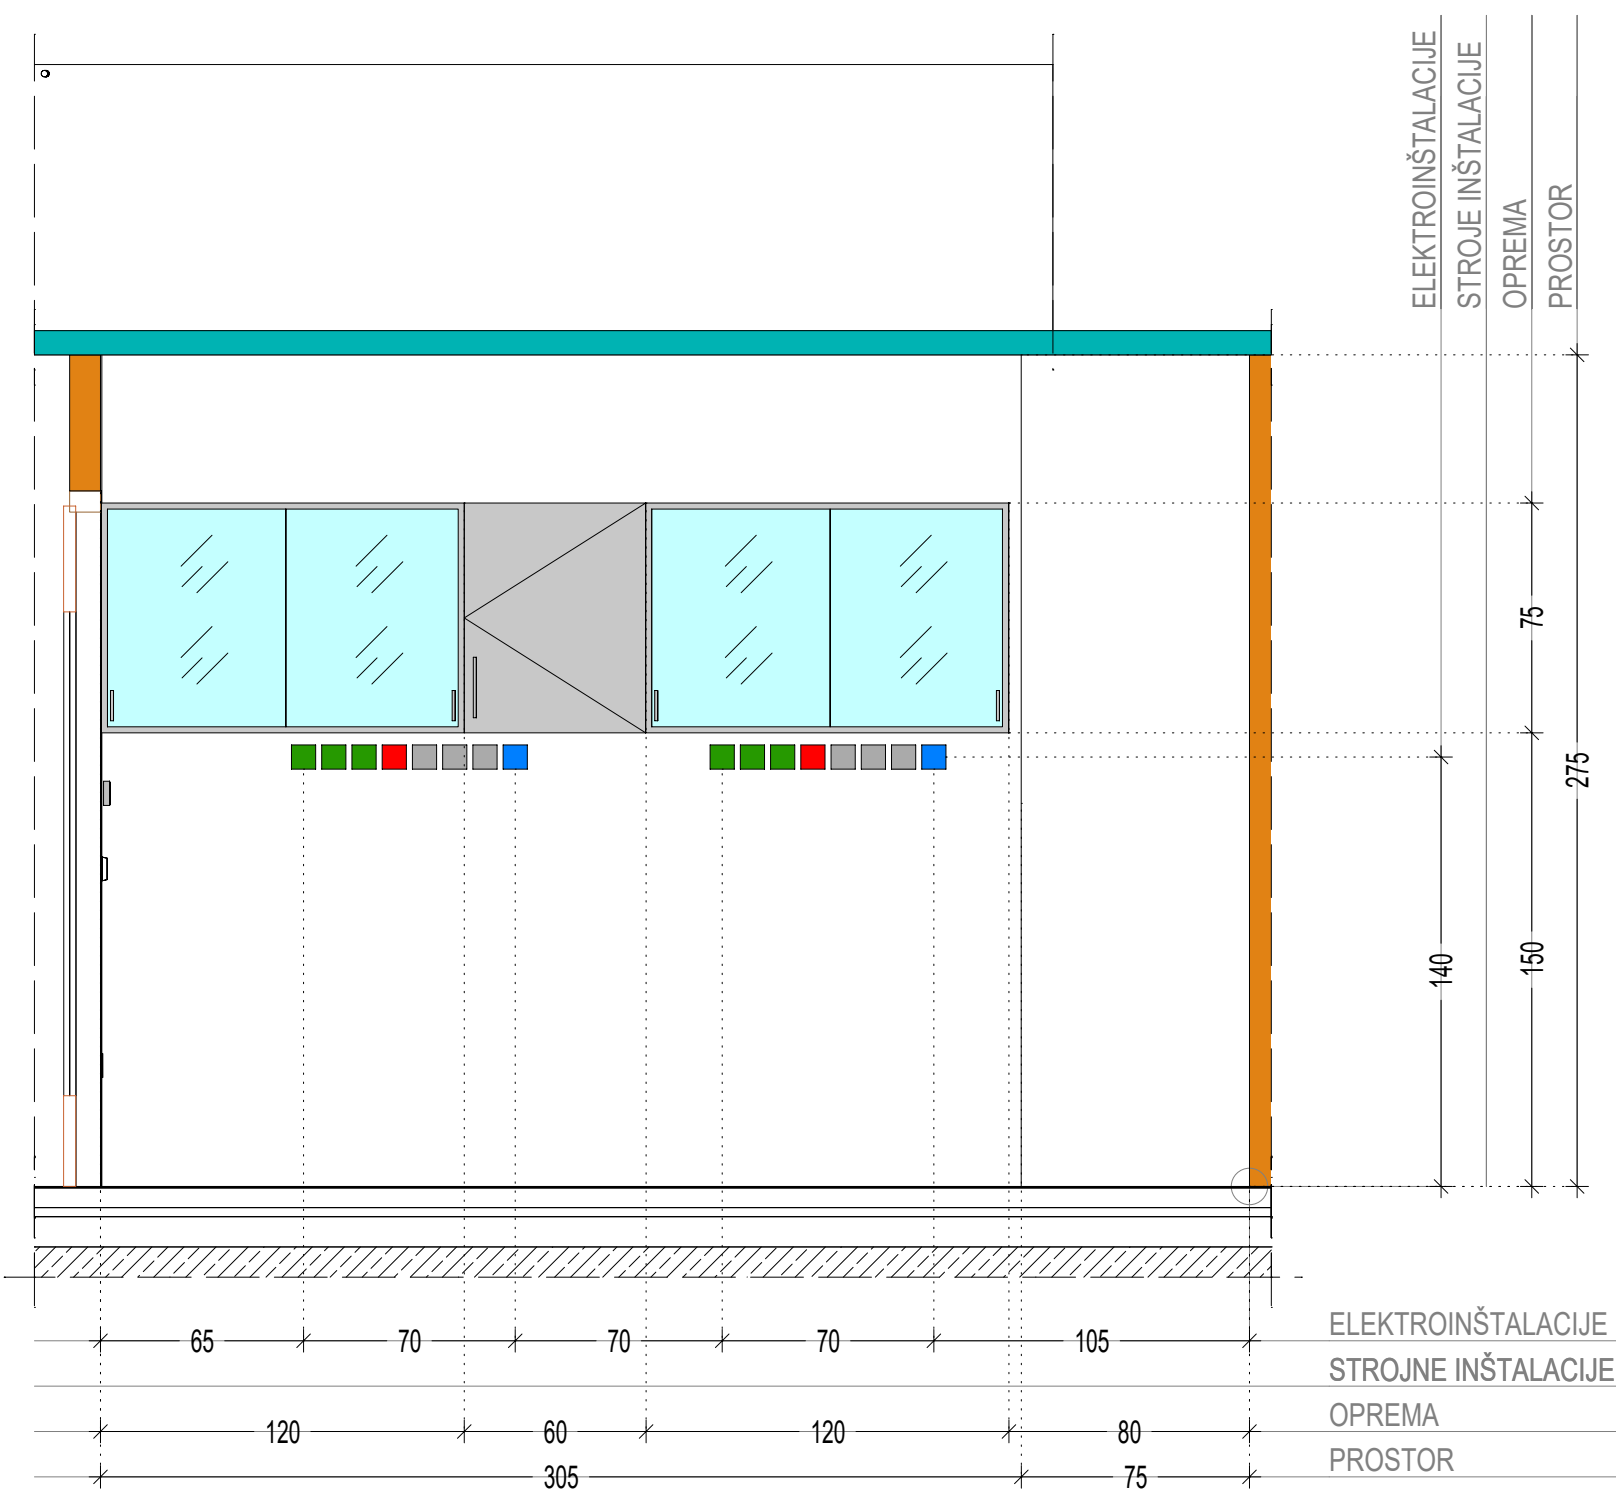 ELEKTROINŠTALACIJE
STROJE INŠTALACIJE
OPREMA
PROSTOR
75
275
150
140
65 70 70 70 105 ELEKTROINŠTALACIJE
STROJNE INŠTALACIJE
120 60 120 80 OPREMA
305 75 PROSTOR